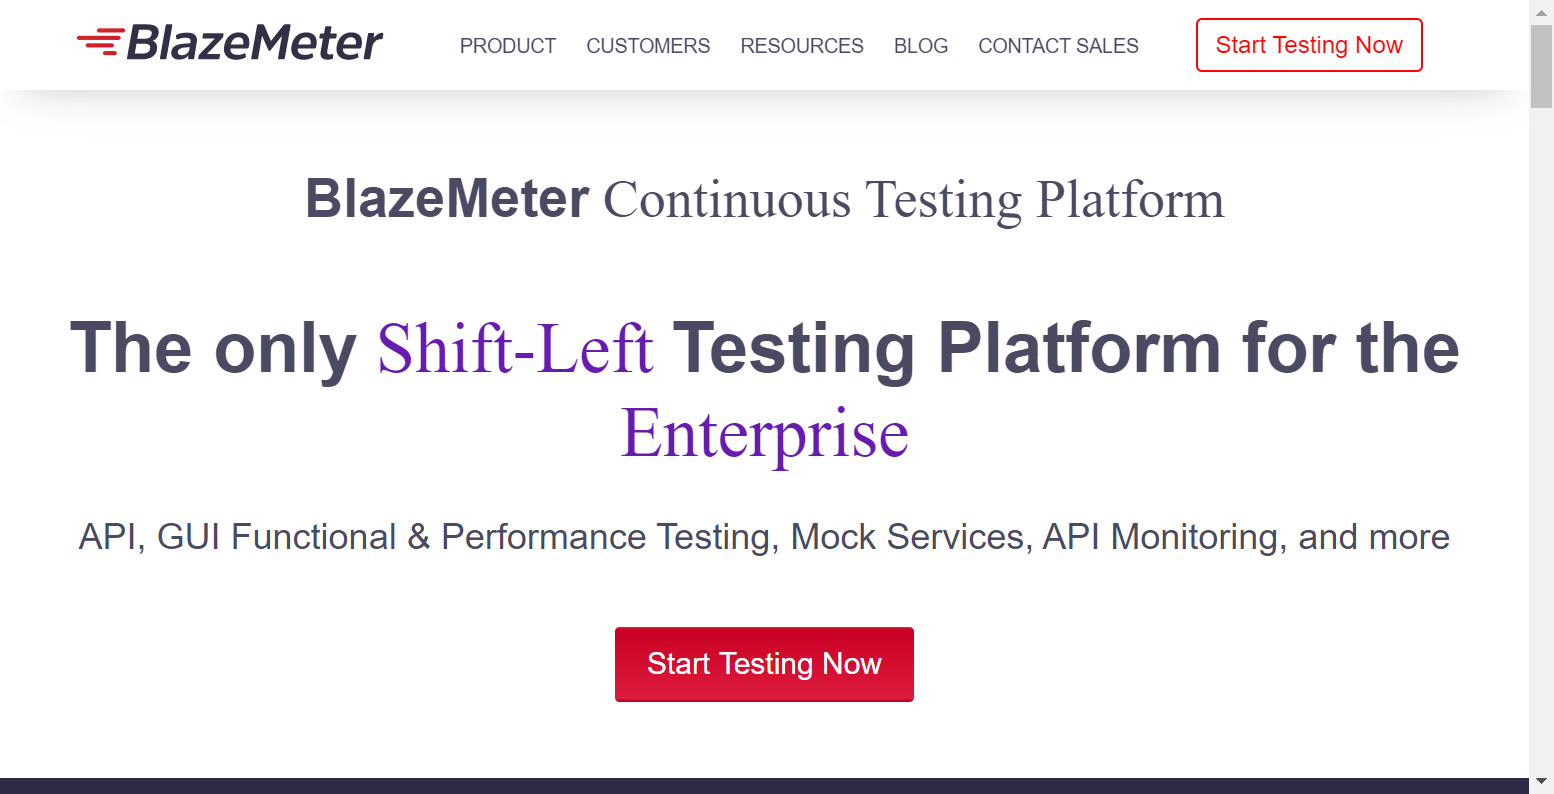 BlazeMeter PRODUCT CUSTOMERS RESOURCES BLOG CONTACT SALES Start Testing Now
BlazeMeter Continuous Testing Platform
The only Shift-Left Testing Platform for the
Enterprise
API, GUI Functional & Performance Testing, Mock Services, API Monitoring, and more
Start Testing Now